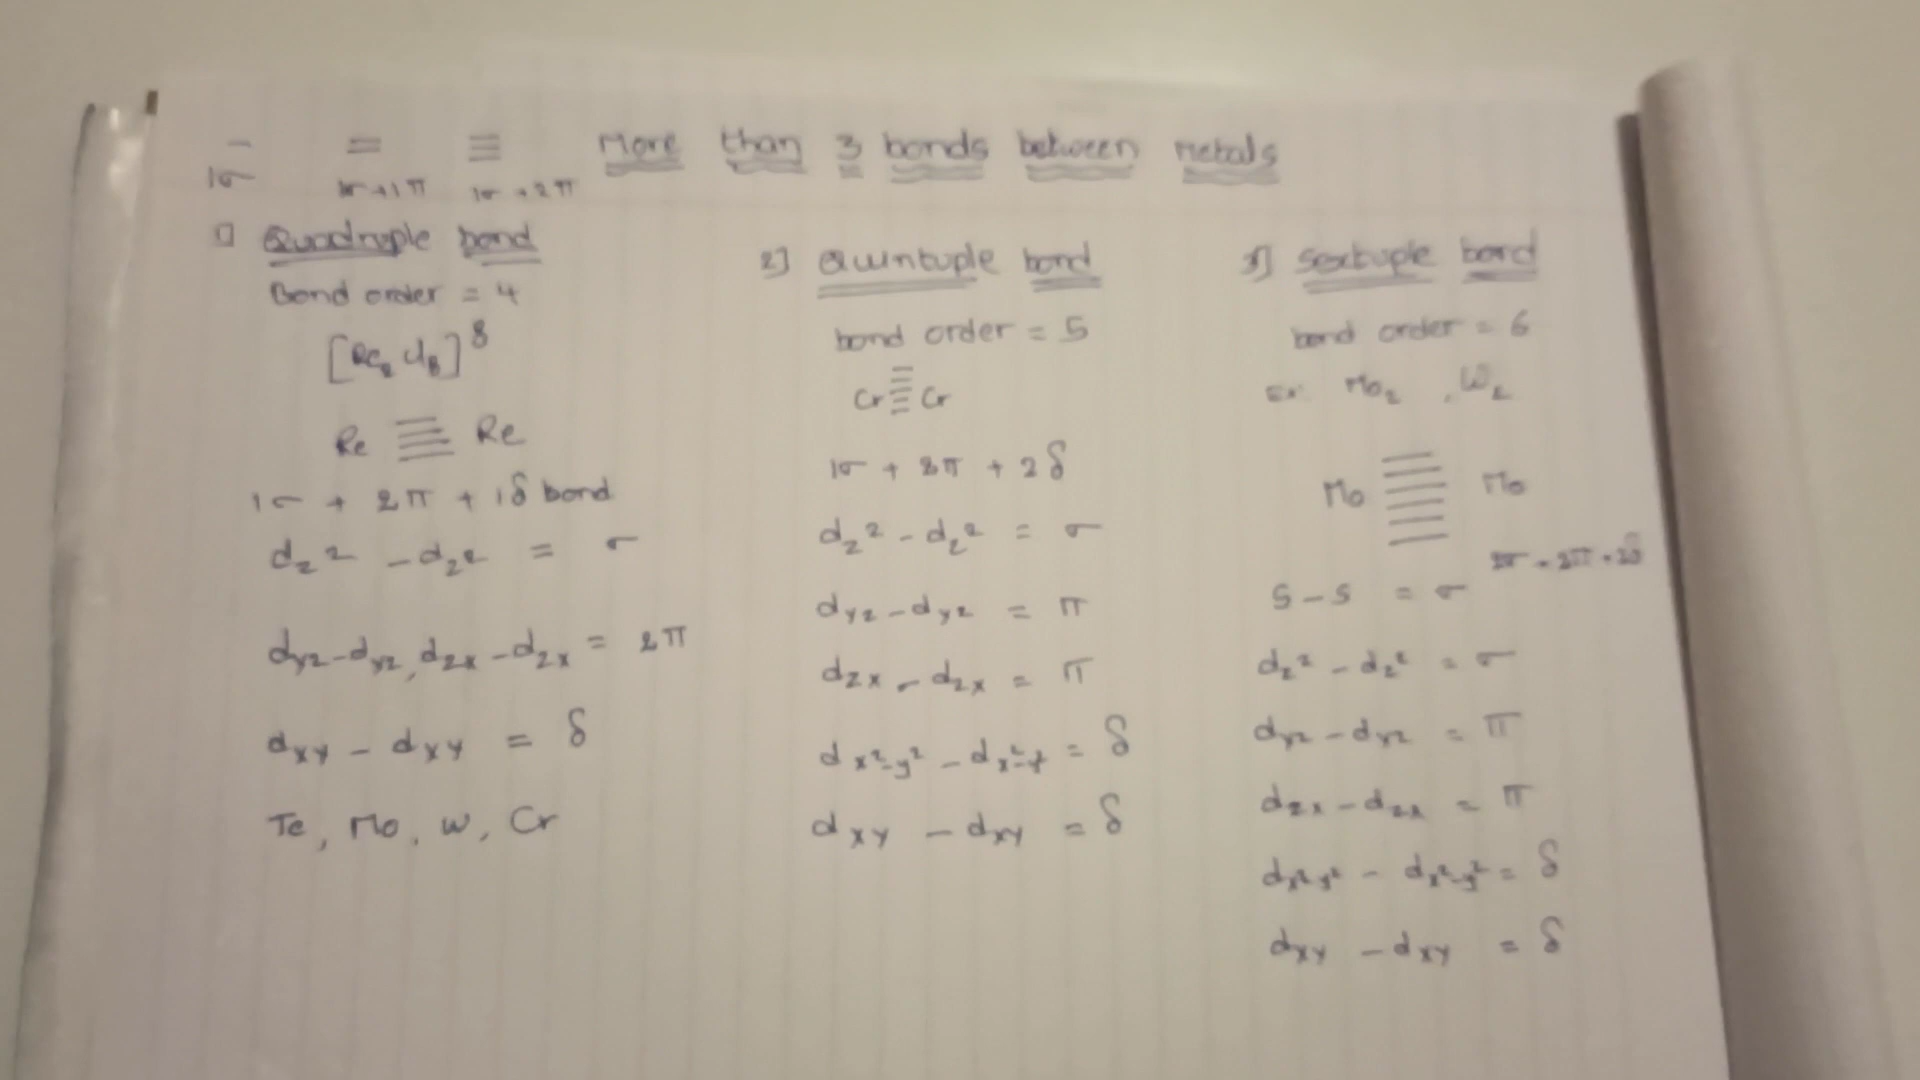 — = ≡ More than 3 bonds between Metals
1σ 1σ+1π 1σ+2π
1] Quadruple bond
Bond order = 4
[Re₂Cl₈]⁸
Re Re
1σ + 2π + 1δ bond
dz² - dz² = σ
dyz-dyz, dzx-dzx = 2π
dxy - dxy = δ
Te, Mo, W, Cr
2] Quintuple bond
bond order = 5
Cr Cr
1σ + 2π + 2δ
dz² - dz² = σ
dyz - dyz = π
dzx - dzx = π
dx²-y² - dx²-y² = δ
dxy - dxy = δ
3] Sextuple bond
bond order = 6
Ex: Mo₂, W₂
Mo Mo
2σ + 2π + 2δ
S-S = σ
dz² - dz² = σ
dyz - dyz = π
dzx - dzx = π
dx²-y² - dx²-y² = δ
dxy - dxy = δ